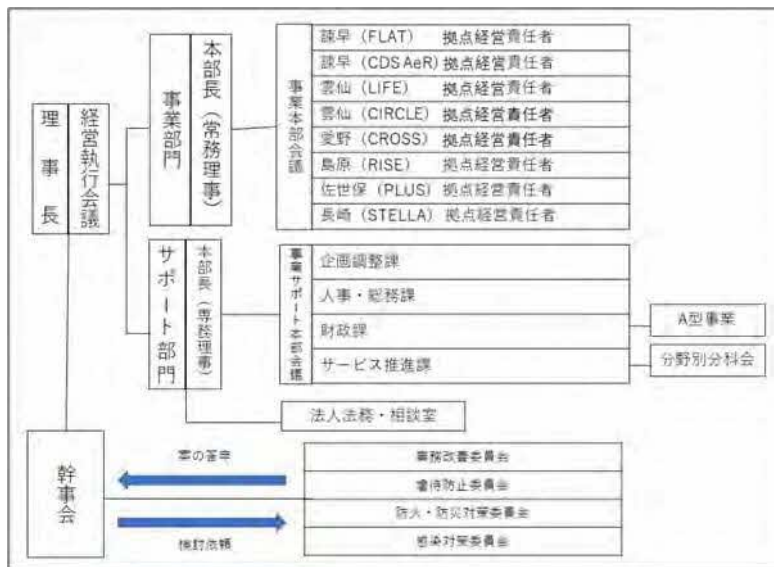 理事長
経営執行会議
事業部門
本部長（常務理事）
事業本部会議
諫早（FLAT） 拠点経営責任者
諫早（CDS AeR） 拠点経営責任者
雲仙（LIFE） 拠点経営責任者
雲仙（CIRCLE） 拠点経営責任者
愛野（CROSS） 拠点経営責任者
島原（RISE） 拠点経営責任者
佐世保（PLUS） 拠点経営責任者
長崎（STELLA） 拠点経営責任者
サポート部門
本部長（専務理事）
事業サポート本部会議
企画調整課
人事・総務課
財政課
サービス推進課
A型事業
分野別分科会
法人法務・相談室
幹事会
案の答申
検討依頼
業務改善委員会
虐待防止委員会
防火・防災対策委員会
感染対策委員会